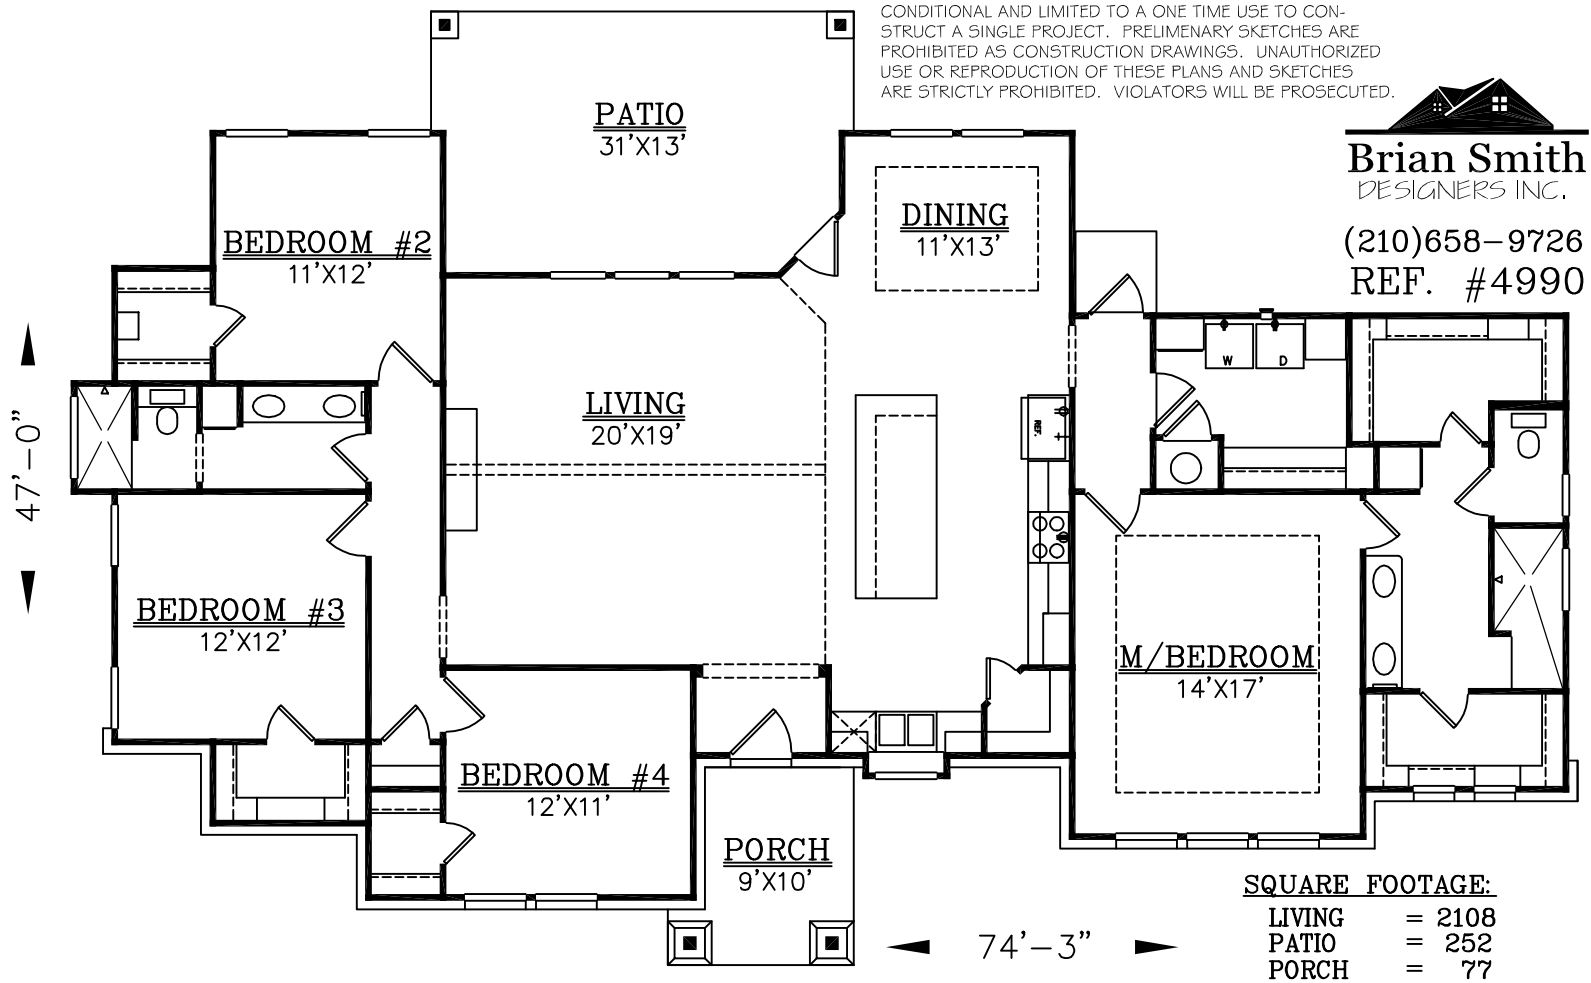 CONDITIONAL AND LIMITED TO A ONE TIME USE TO CON-
STRUCT A SINGLE PROJECT. PRELIMENARY SKETCHES ARE
PROHIBITED AS CONSTRUCTION DRAWINGS. UNAUTHORIZED
USE OR REPRODUCTION OF THESE PLANS AND SKETCHES
ARE STRICTLY PROHIBITED. VIOLATORS WILL BE PROSECUTED.
Brian Smith
DESIGNERS INC.
(210)658-9726
REF. #4990
PATIO
31'X13'
DINING
11'X13'
BEDROOM #2
11'X12'
W
D
LIVING
20'X19'
REF.
47'-0"
BEDROOM #3
12'X12'
M/BEDROOM
14'X17'
BEDROOM #4
12'X11'
PORCH
9'X10'
74'-3"
SQUARE FOOTAGE:
LIVING = 2108
PATIO = 252
PORCH = 77